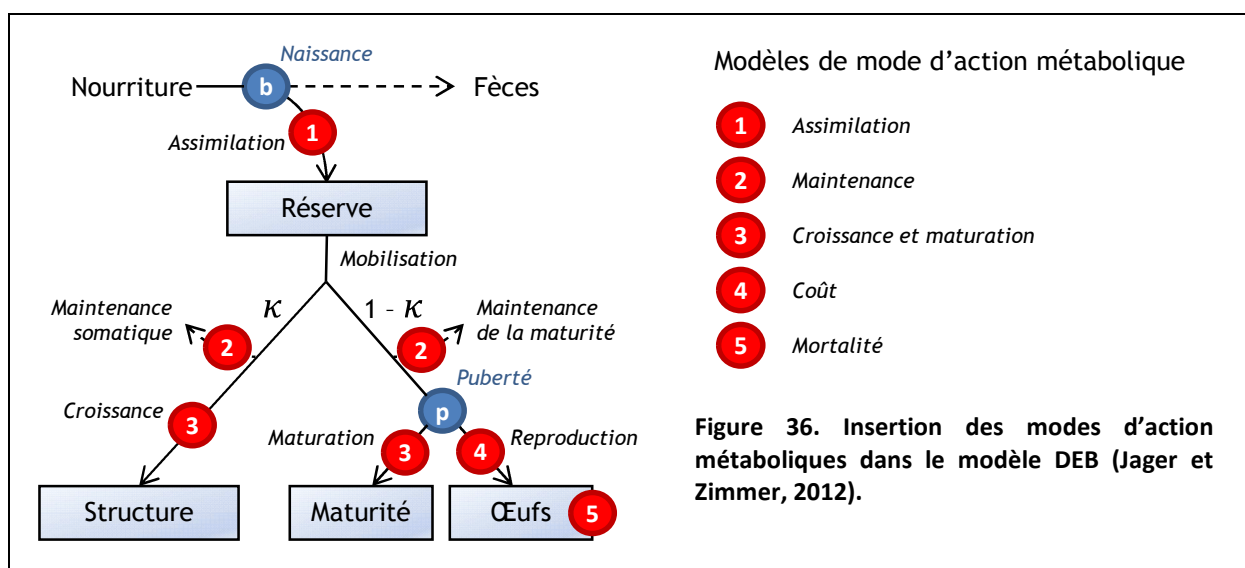 Naissance
Nourriture
b
Fèces
Assimilation
1
Réserve
Mobilisation
Maintenance
somatique
κ
1 - κ
Maintenance
de la maturité
2
2
Puberté
p
Croissance
3
Maturation
3
4
Reproduction
Structure
Maturité
Œufs
5
Modèles de mode d’action métabolique
1 Assimilation
2 Maintenance
3 Croissance et maturation
4 Coût
5 Mortalité
Figure 36. Insertion des modes d’action
métaboliques dans le modèle DEB (Jager et
Zimmer, 2012).